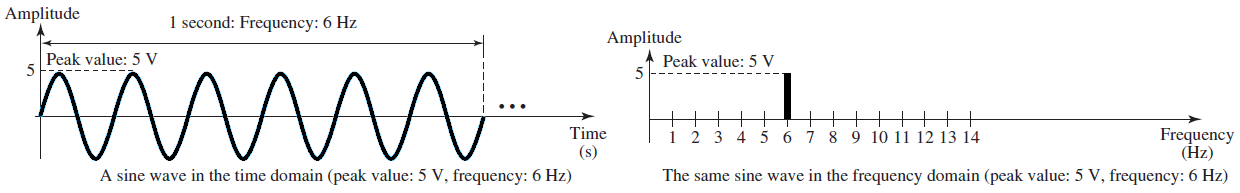 Amplitude
1 second: Frequency: 6 Hz
Peak value: 5 V
5
...
Time
(s)
A sine wave in the time domain (peak value: 5 V, frequency: 6 Hz)
Amplitude
Peak value: 5 V
5
1 2 3 4 5 6 7 8 9 10 11 12 13 14
Frequency
(Hz)
The same sine wave in the frequency domain (peak value: 5 V, frequency: 6 Hz)